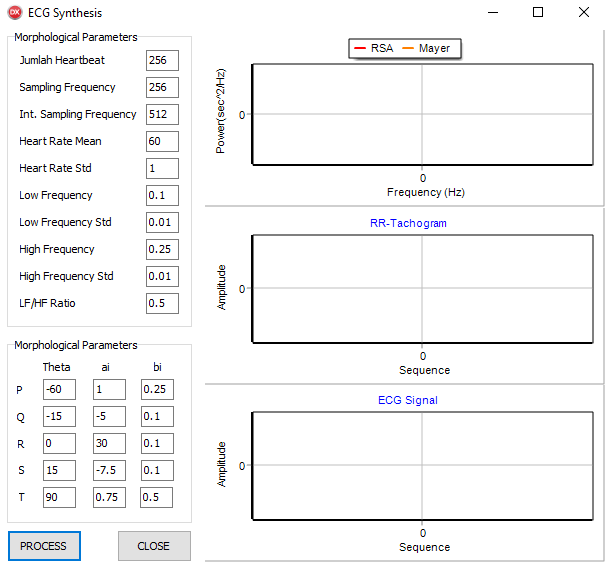 DX ECG Synthesis
Morphological Parameters
Jumlah Heartbeat 256
Sampling Frequency 256
Int. Sampling Frequency 512
Heart Rate Mean 60
Heart Rate Std 1
Low Frequency 0.1
Low Frequency Std 0.01
High Frequency 0.25
High Frequency Std 0.01
LF/HF Ratio 0.5
Morphological Parameters
Theta ai bi
P -60 1 0.25
Q -15 -5 0.1
R 0 30 0.1
S 15 -7.5 0.1
T 90 0.75 0.5
PROCESS CLOSE
RSA Mayer
Power(sec^2/Hz)
0
0
Frequency (Hz)
RR-Tachogram
Amplitude
0
0
Sequence
ECG Signal
Amplitude
0
0
Sequence